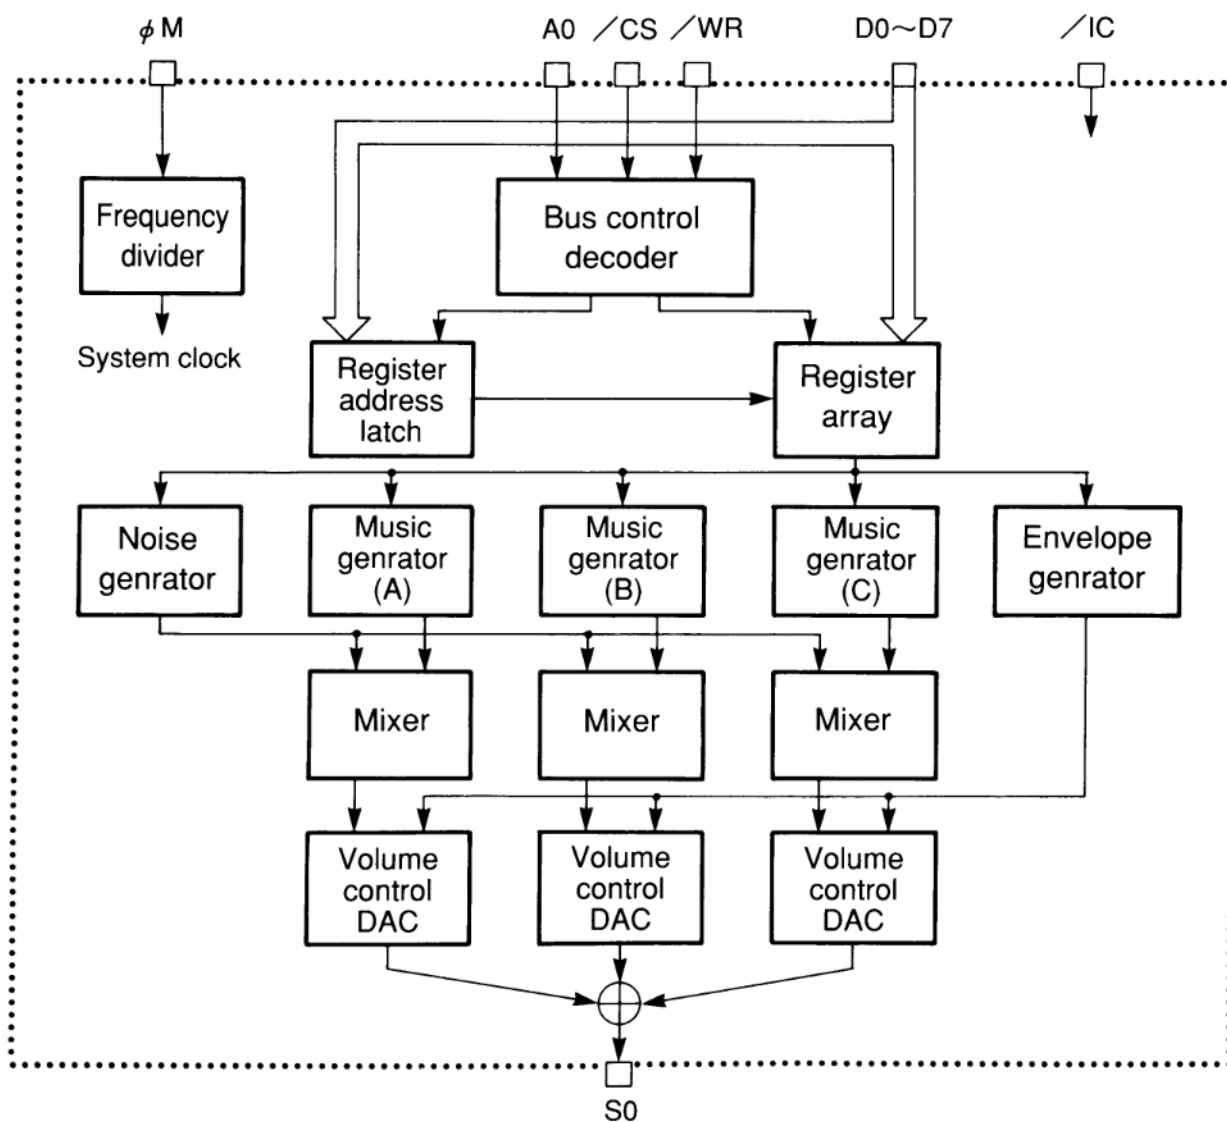 ϕM A0 ／CS ／WR D0～D7 ／IC
Frequency
divider
Bus control
decoder
System clock
Register
address
latch
Register
array
Noise
genrator
Music
genrator
(A)
Music
genrator
(B)
Music
genrator
(C)
Envelope
genrator
Mixer
Mixer
Mixer
Volume
control
DAC
Volume
control
DAC
Volume
control
DAC
S0